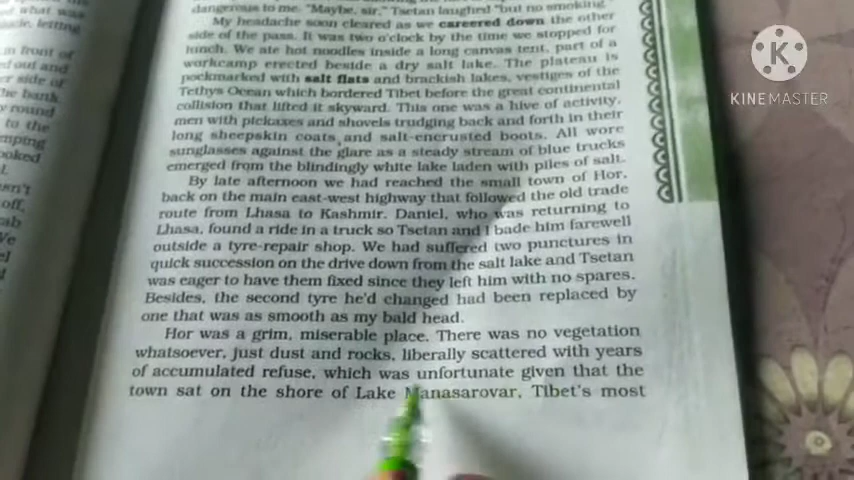 dangerous to me. "Maybe, sir," Tsetan laughed "but no smoking."
My headache soon cleared as we careered down the other
side of the pass. It was two o'clock by the time we stopped for
lunch. We ate hot noodles inside a long canvas tent, part of a
workcamp erected beside a dry salt lake. The plateau is
pockmarked with salt flats and brackish lakes, vestiges of the
Tethys Ocean which bordered Tibet before the great continental
collision that lifted it skyward. This one was a hive of activity,
men with pickaxes and shovels trudging back and forth in their
long sheepskin coats and salt-encrusted boots. All wore
sunglasses against the glare as a steady stream of blue trucks
emerged from the blindingly white lake laden with piles of salt.
By late afternoon we had reached the small town of Hor,
back on the main east-west highway that followed the old trade
route from Lhasa to Kashmir. Daniel, who was returning to
Lhasa, found a ride in a truck so Tsetan and I bade him farewell
outside a tyre-repair shop. We had suffered two punctures in
quick succession on the drive down from the salt lake and Tsetan
was eager to have them fixed since they left him with no spares.
Besides, the second tyre he'd changed had been replaced by
one that was as smooth as my bald head.
Hor was a grim, miserable place. There was no vegetation
whatsoever, just dust and rocks, liberally scattered with years
of accumulated refuse, which was unfortunate given that the
town sat on the shore of Lake Manasarovar, Tibet's most
K
KINEMASTER